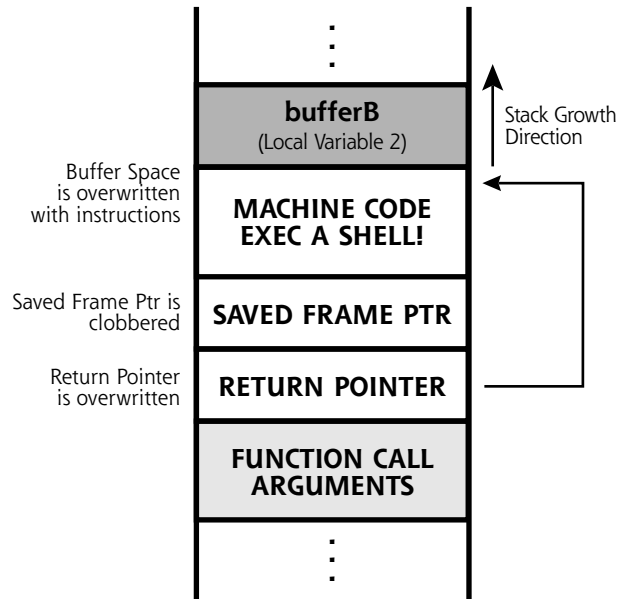 bufferB
(Local Variable 2)
Stack Growth
Direction
Buffer Space
is overwritten
with instructions
MACHINE CODE
EXEC A SHELL!
Saved Frame Ptr is
clobbered
SAVED FRAME PTR
Return Pointer
is overwritten
RETURN POINTER
FUNCTION CALL
ARGUMENTS